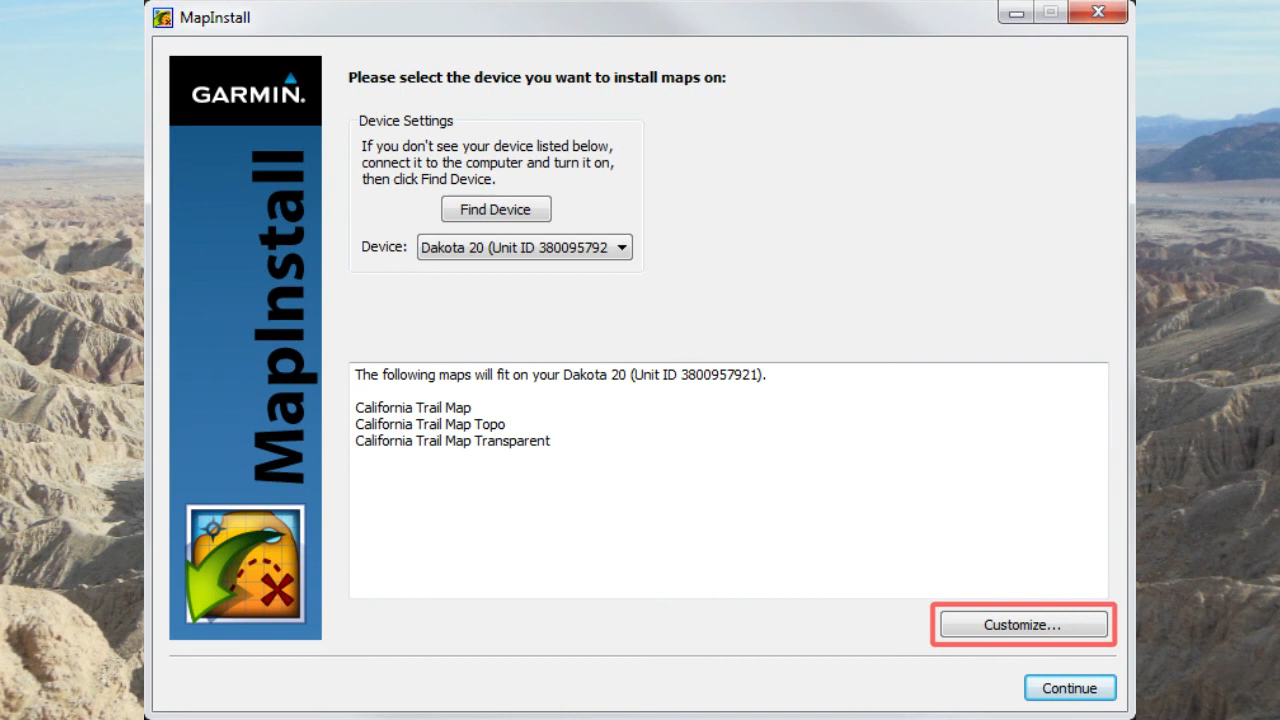 MapInstall
GARMIN.
MapInstall
Please select the device you want to install maps on:
Device Settings
If you don't see your device listed below,
connect it to the computer and turn it on,
then click Find Device.
Find Device
Device:
Dakota 20 (Unit ID 380095792
The following maps will fit on your Dakota 20 (Unit ID 3800957921).
California Trail Map
California Trail Map Topo
California Trail Map Transparent
Customize...
Continue